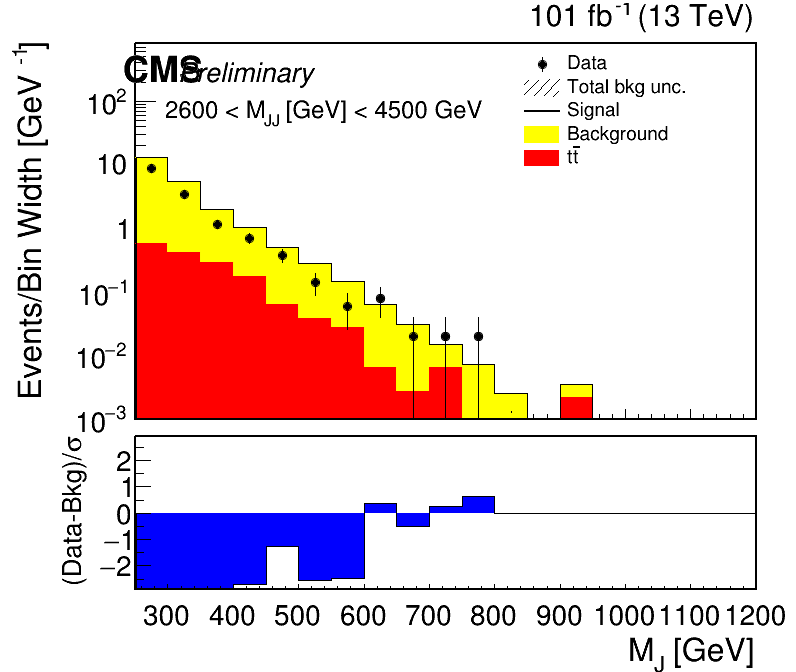 101 fb⁻¹ (13 TeV)
CMS Preliminary
2600 < M_JJ [GeV] < 4500 GeV
Data
Total bkg unc.
Signal
Background
tt̄
Events/Bin Width [GeV⁻¹]
10²
10
1
10⁻¹
10⁻²
10⁻³
(Data-Bkg)/σ
2
1
0
−1
−2
300 400 500 600 700 800 900 1000 1100 1200
M_J [GeV]